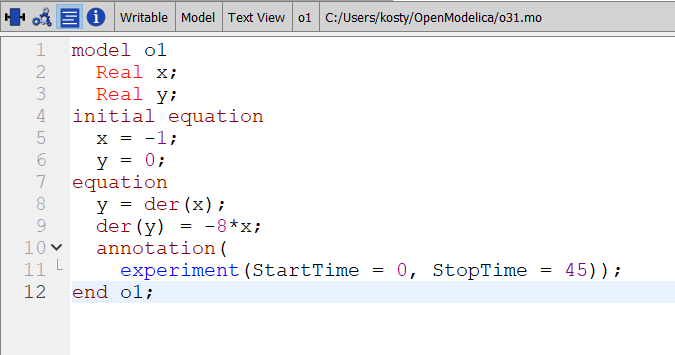 Writable Model Text View o1 C:/Users/kosty/OpenModelica/o31.mo
1 model o1
2   Real x;
3   Real y;
4 initial equation
5   x = -1;
6   y = 0;
7 equation
8   y = der(x);
9   der(y) = -8*x;
10   annotation(
11     experiment(StartTime = 0, StopTime = 45));
12 end o1;